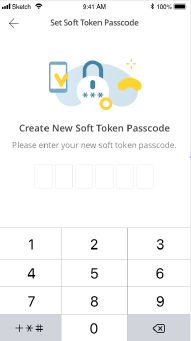 Sketch 9:41 AM 100%
Set Soft Token Passcode
***
Create New Soft Token Passcode
Please enter your new soft token passcode.
1 2 3
4 5 6
7 8 9
+*# 0